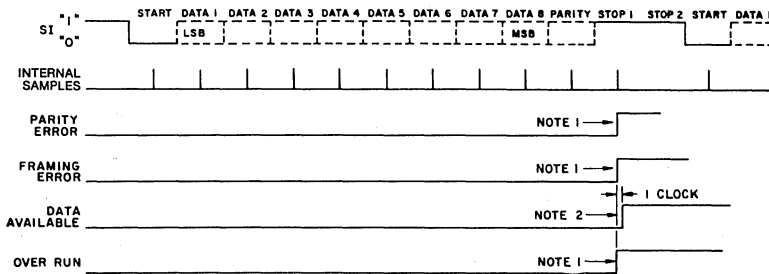 START DATA 1 DATA 2 DATA 3 DATA 4 DATA 5 DATA 6 DATA 7 DATA 8 PARITY STOP 1 STOP 2 START DATA 1
SI "1"
"0"
LSB MSB
INTERNAL
SAMPLES
PARITY
ERROR
NOTE 1
FRAMING
ERROR
NOTE 1
1 CLOCK
DATA
AVAILABLE
NOTE 2
OVER RUN
NOTE 1